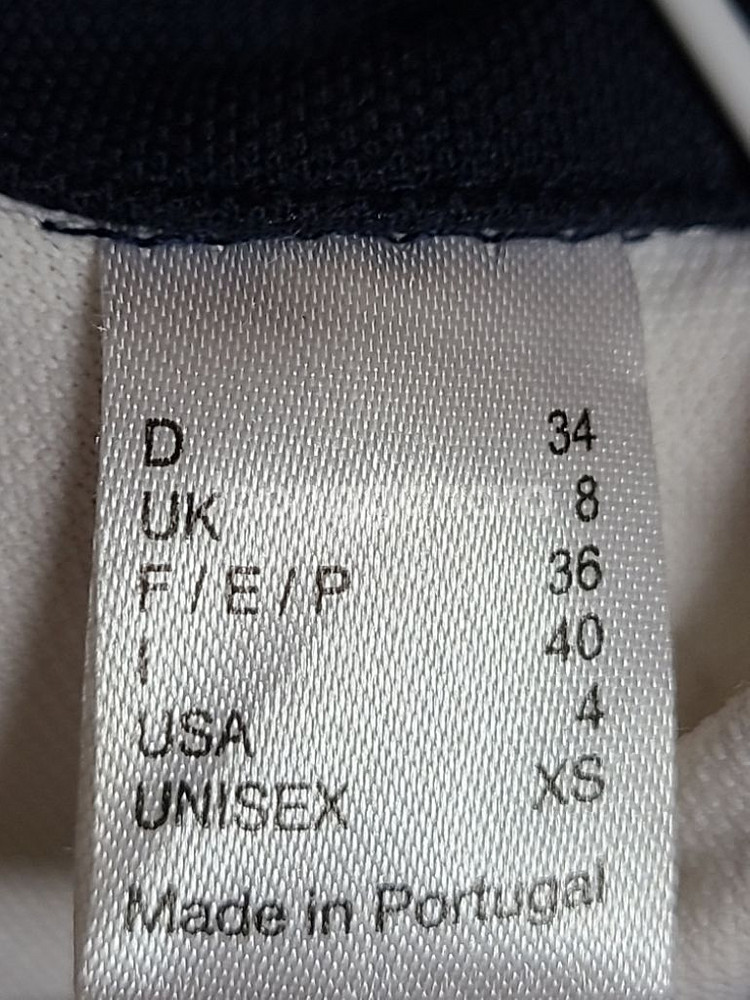 D 34
UK 8
F / E / P 36
I 40
USA 4
UNISEX XS
Made in Portugal